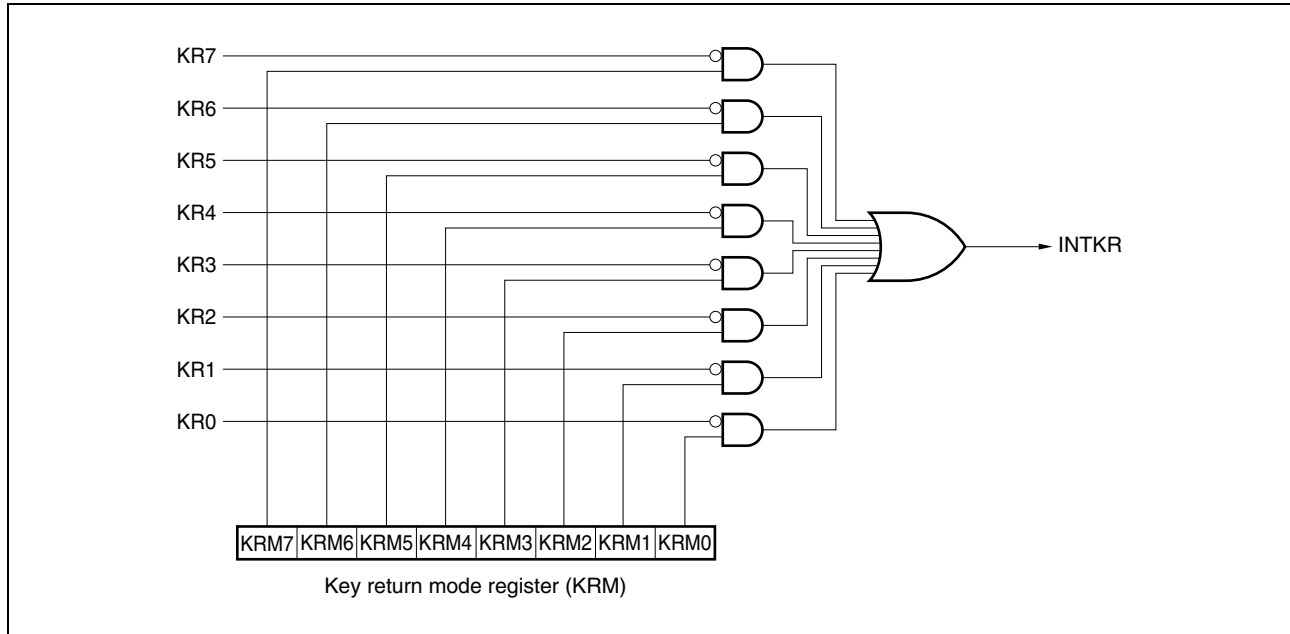 KR7
KR6
KR5
KR4
KR3
KR2
KR1
KR0
INTKR
KRM7 KRM6 KRM5 KRM4 KRM3 KRM2 KRM1 KRM0
Key return mode register (KRM)